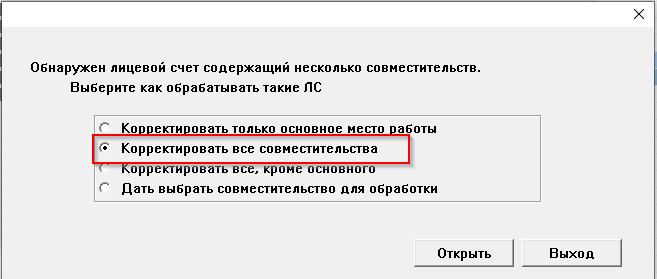 Обнаружен лицевой счет содержащий несколько совместительств.
Выберите как обрабатывать такие ЛС
Корректировать только основное место работы
Корректировать все совместительства
Корректировать все, кроме основного
Дать выбрать совместительство для обработки
Открыть Выход